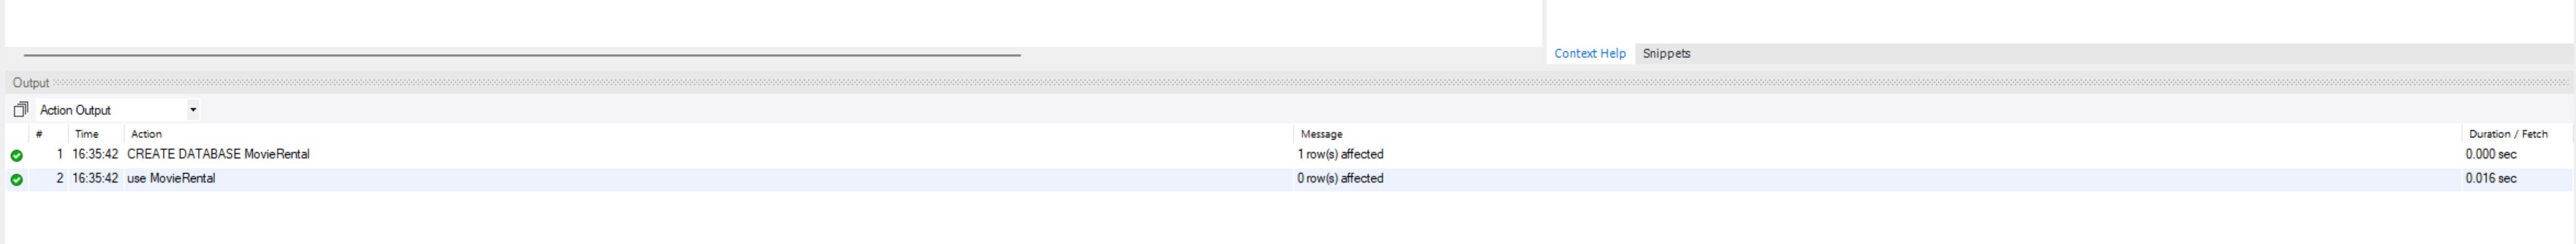 Context Help Snippets
Output
Action Output
# Time Action Message Duration / Fetch
1 16:35:42 CREATE DATABASE MovieRental 1 row(s) affected 0.000 sec
2 16:35:42 use MovieRental 0 row(s) affected 0.016 sec